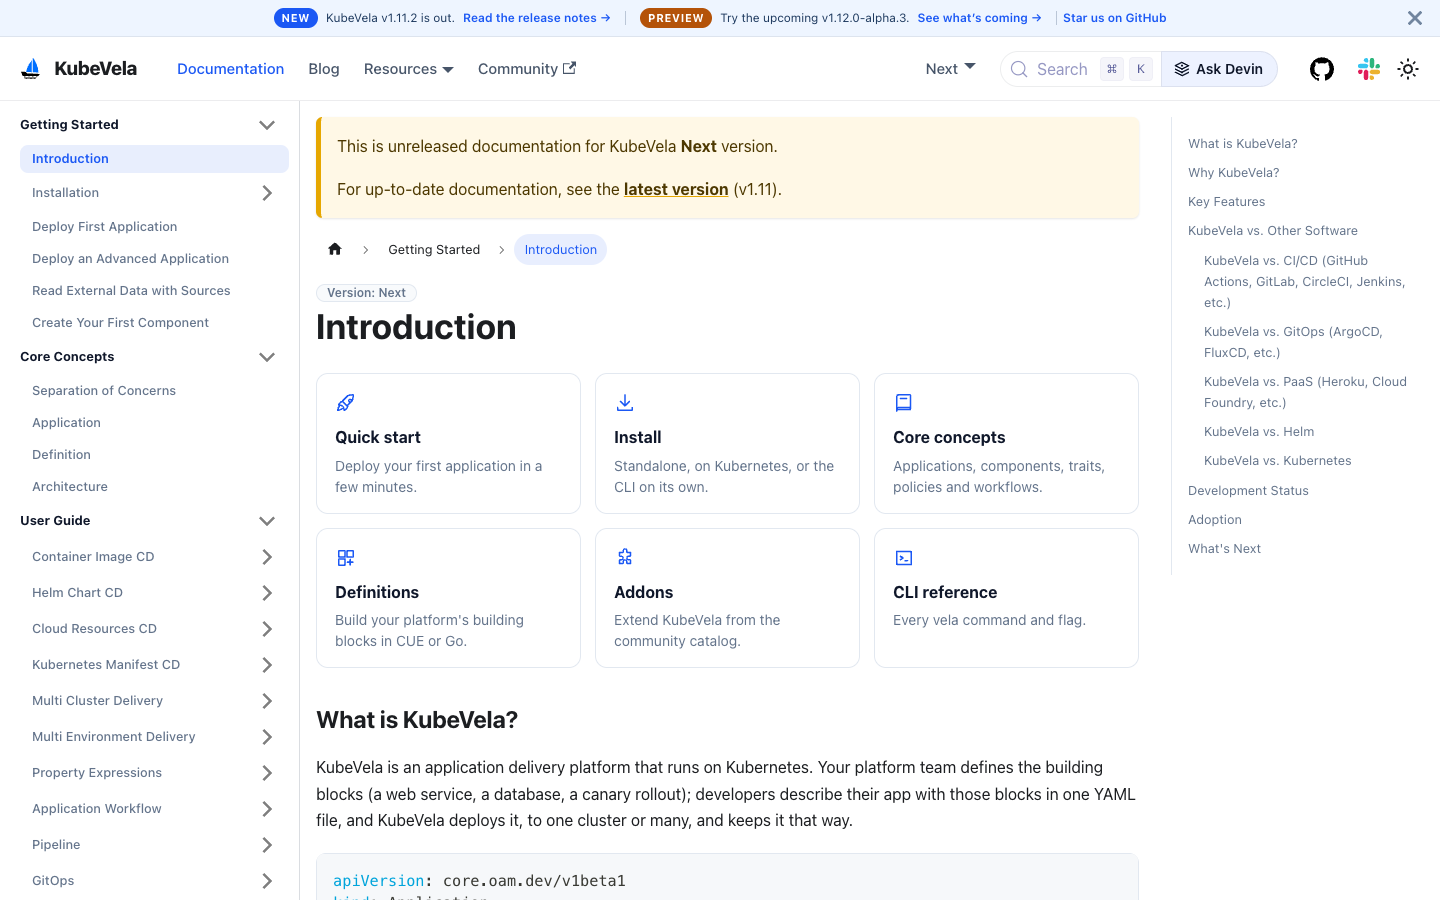 NEW KubeVela v1.11.2 is out. Read the release notes → PREVIEW Try the upcoming v1.12.0-alpha.3. See what's coming → Star us on GitHub
KubeVela Documentation Blog Resources Community Next Search ⌘ K Ask Devin
Getting Started
Introduction
Installation
Deploy First Application
Deploy an Advanced Application
Read External Data with Sources
Create Your First Component
Core Concepts
Separation of Concerns
Application
Definition
Architecture
User Guide
Container Image CD
Helm Chart CD
Cloud Resources CD
Kubernetes Manifest CD
Multi Cluster Delivery
Multi Environment Delivery
Property Expressions
Application Workflow
Pipeline
GitOps
This is unreleased documentation for KubeVela Next version.
For up-to-date documentation, see the latest version (v1.11).
Getting Started Introduction
Version: Next
Introduction
Quick start
Deploy your first application in a
few minutes.
Install
Standalone, on Kubernetes, or the
CLI on its own.
Core concepts
Applications, components, traits,
policies and workflows.
Definitions
Build your platform's building
blocks in CUE or Go.
Addons
Extend KubeVela from the
community catalog.
CLI reference
Every vela command and flag.
What is KubeVela?
KubeVela is an application delivery platform that runs on Kubernetes. Your platform team defines the building
blocks (a web service, a database, a canary rollout); developers describe their app with those blocks in one YAML
file, and KubeVela deploys it, to one cluster or many, and keeps it that way.
apiVersion: core.oam.dev/v1beta1
What is KubeVela?
Why KubeVela?
Key Features
KubeVela vs. Other Software
KubeVela vs. CI/CD (GitHub
Actions, GitLab, CircleCI, Jenkins,
etc.)
KubeVela vs. GitOps (ArgoCD,
FluxCD, etc.)
KubeVela vs. PaaS (Heroku, Cloud
Foundry, etc.)
KubeVela vs. Helm
KubeVela vs. Kubernetes
Development Status
Adoption
What's Next